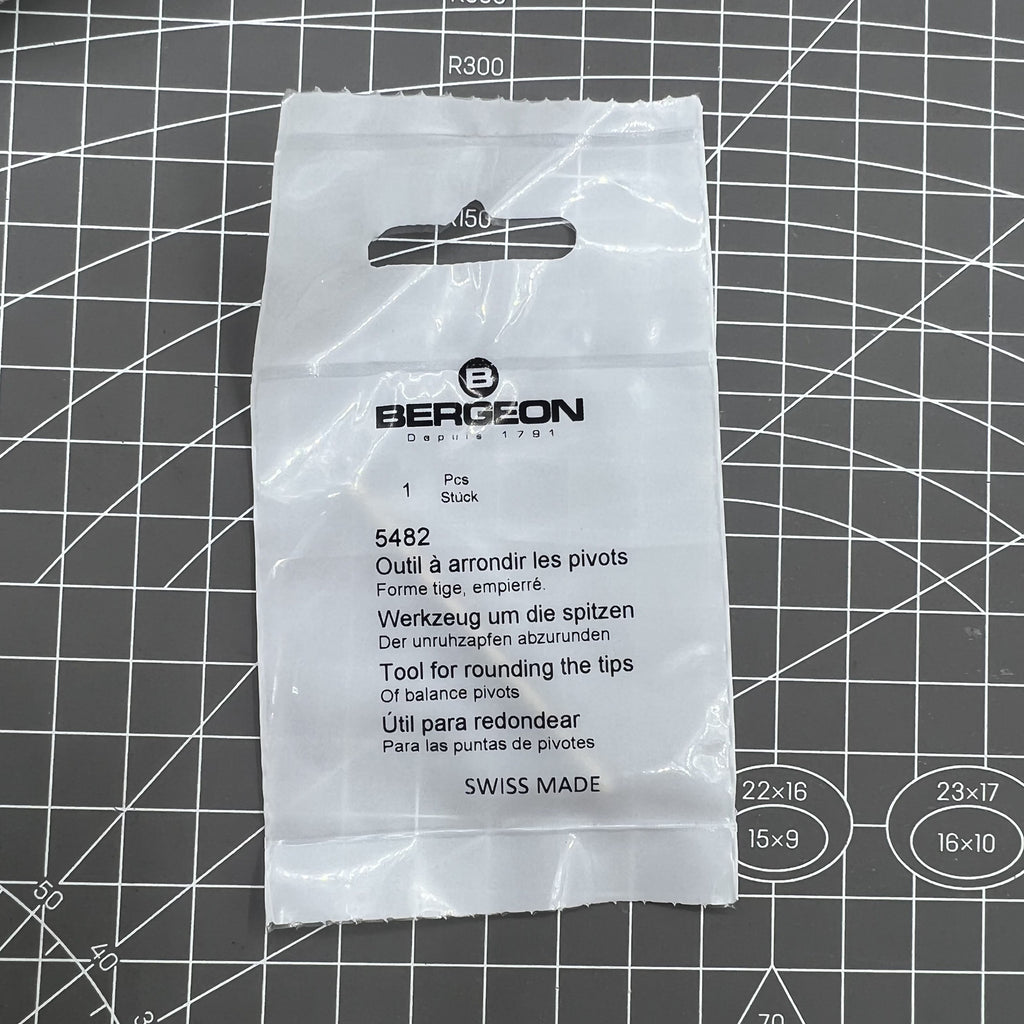 R300
R150
B
BERGEON
Depuis 1791
1 Pcs
Stück
5482
Outil à arrondir les pivots
Forme tige, empierré.
Werkzeug um die spitzen
Der unruhzapfen abzurunden
Tool for rounding the tips
Of balance pivots
Útil para redondear
Para las puntas de pivotes
SWISS MADE
22×16
15×9
23×17
16×10
50
40
70